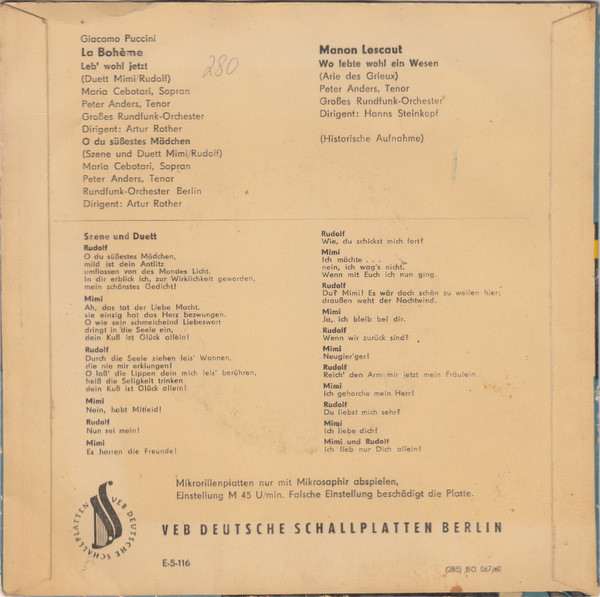 Giacomo Puccini
La Bohème
Leb' wohl jetzt
(Duett Mimi/Rudolf)
Maria Cebotari, Sopran
Peter Anders, Tenor
Großes Rundfunk-Orchester
Dirigent: Artur Rother
O du süßestes Mädchen
(Szene und Duett Mimi/Rudolf)
Maria Cebotari, Sopran
Peter Anders, Tenor
Rundfunk-Orchester Berlin
Dirigent: Artur Rother
280
Manon Lescaut
Wo lebte wohl ein Wesen
(Arie des Grieux)
Peter Anders, Tenor
Großes Rundfunk-Orchester
Dirigent: Hanns Steinkopf
(Historische Aufnahme)
Szene und Duett
Rudolf
O du süßestes Mädchen,
mild ist dein Antlitz
umflossen von des Mondes Licht.
In dir erblick ich, zur Wirklichkeit geworden,
mein schönstes Gedicht!
Mimi
Ah, das tat der Liebe Macht,
sie einzig hat das Herz bezwungen.
O wie sein schmeichelnd Liebeswort
dringt in die Seele ein,
dein Kuß ist Glück allein!
Rudolf
Durch die Seele ziehen leis' Wonnen,
die nie mir erklungen!
O laß' die Lippen dein mich leis' berühren,
heiß die Seligkeit trinken
dein Kuß ist Glück allein!
Mimi
Nein, habt Mitleid!
Rudolf
Nun sei mein!
Mimi
Es harren die Freunde!
Rudolf
Wie, du schickst mich fort?
Mimi
Ich möchte . . .
nein, ich wag's nicht.
Wenn mit Euch ich nun ging.
Rudolf
Du? Mimi! Es wär doch schön zu weilen hier;
draußen weht der Nachtwind.
Mimi
Ja, ich bleib bei dir.
Rudolf
Wenn wir zurück sind?
Mimi
Neugier'ger!
Rudolf
Reich' den Arm mir jetzt mein Fräulein.
Mimi
Ich gehorche mein Herr!
Rudolf
Du liebst mich sehr?
Mimi
Ich liebe dich!
Mimi und Rudolf
Ich lieb nur Dich allein!
Mikrorillenplatten nur mit Mikrosaphir abspielen,
Einstellung M 45 U/min. Falsche Einstellung beschädigt die Platte.
VEB DEUTSCHE SCHALLPLATTEN
VEB DEUTSCHE SCHALLPLATTEN BERLIN
E-5-116
(285) BG 067/60